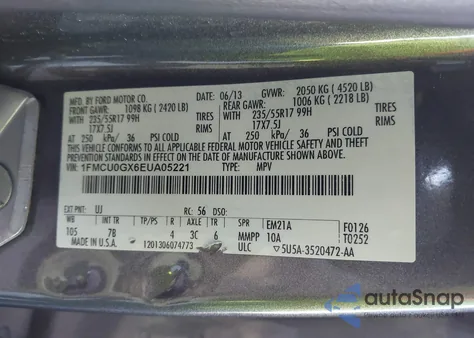 MFD. BY FORD MOTOR CO.
DATE: 06/13 GVWR: 2050 KG (4520 LB)
FRONT GAWR: 1098 KG (2420 LB) REAR GAWR: 1006 KG (2218 LB)
WITH 235/55R17 99H TIRES WITH 235/55R17 99H TIRES
17X7.5J RIMS 17X7.5J RIMS
AT 250 kPa/ 36 PSI COLD AT 250 kPa/ 36 PSI COLD
THIS VEHICLE CONFORMS TO ALL APPLICABLE FEDERAL MOTOR VEHICLE
SAFETY AND THEFT PREVENTION STANDARDS IN EFFECT ON THE DATE OF MANUFACTURE SHOWN ABOVE.
VIN: 1FMCU0GX6EUA05221 TYPE: MPV
EXT PNT: UJ RC: 56 DSO:
WB INT TR TP/PS R AXLE TR SPR EM21A F0126
105 7B 4 3C 6 MMPP 10A T0252
MADE IN U.S.A. 1201306074773 ULC 5U5A-3520472-AA
autoSnap